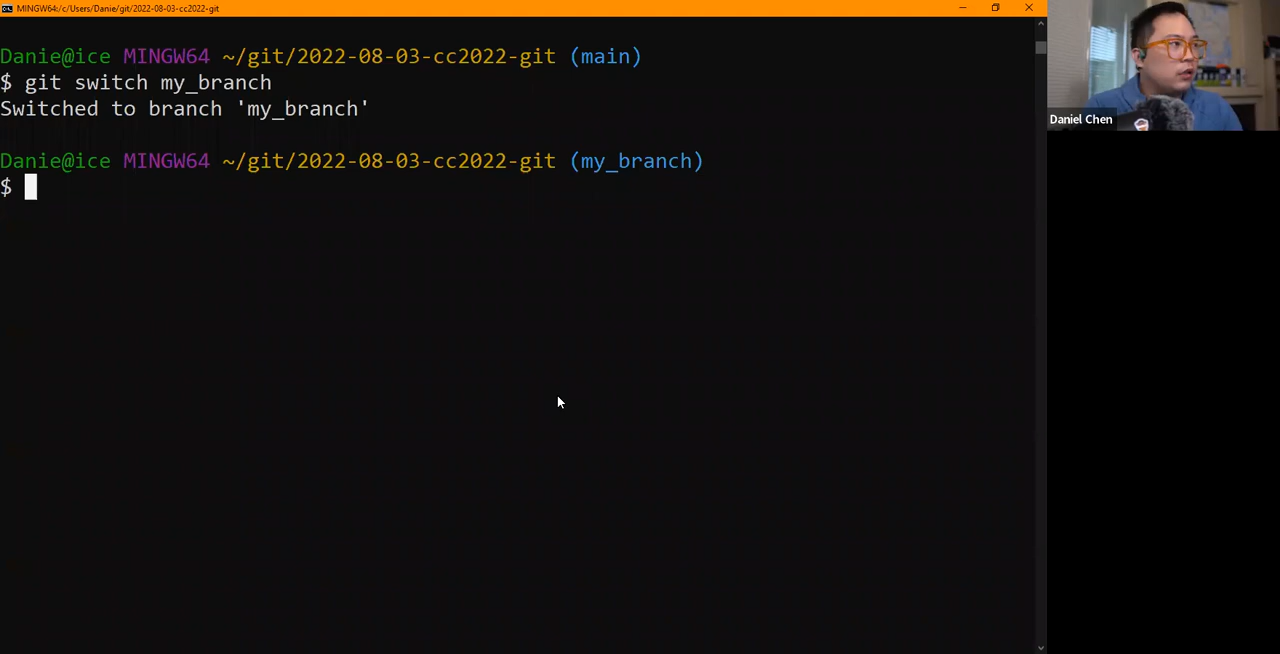 MINGW64:/c/Users/Danie/git/2022-08-03-cc2022-git
Danie@ice MINGW64 ~/git/2022-08-03-cc2022-git (main)
$ git switch my_branch
Switched to branch 'my_branch'
Danie@ice MINGW64 ~/git/2022-08-03-cc2022-git (my_branch)
$
Daniel Chen